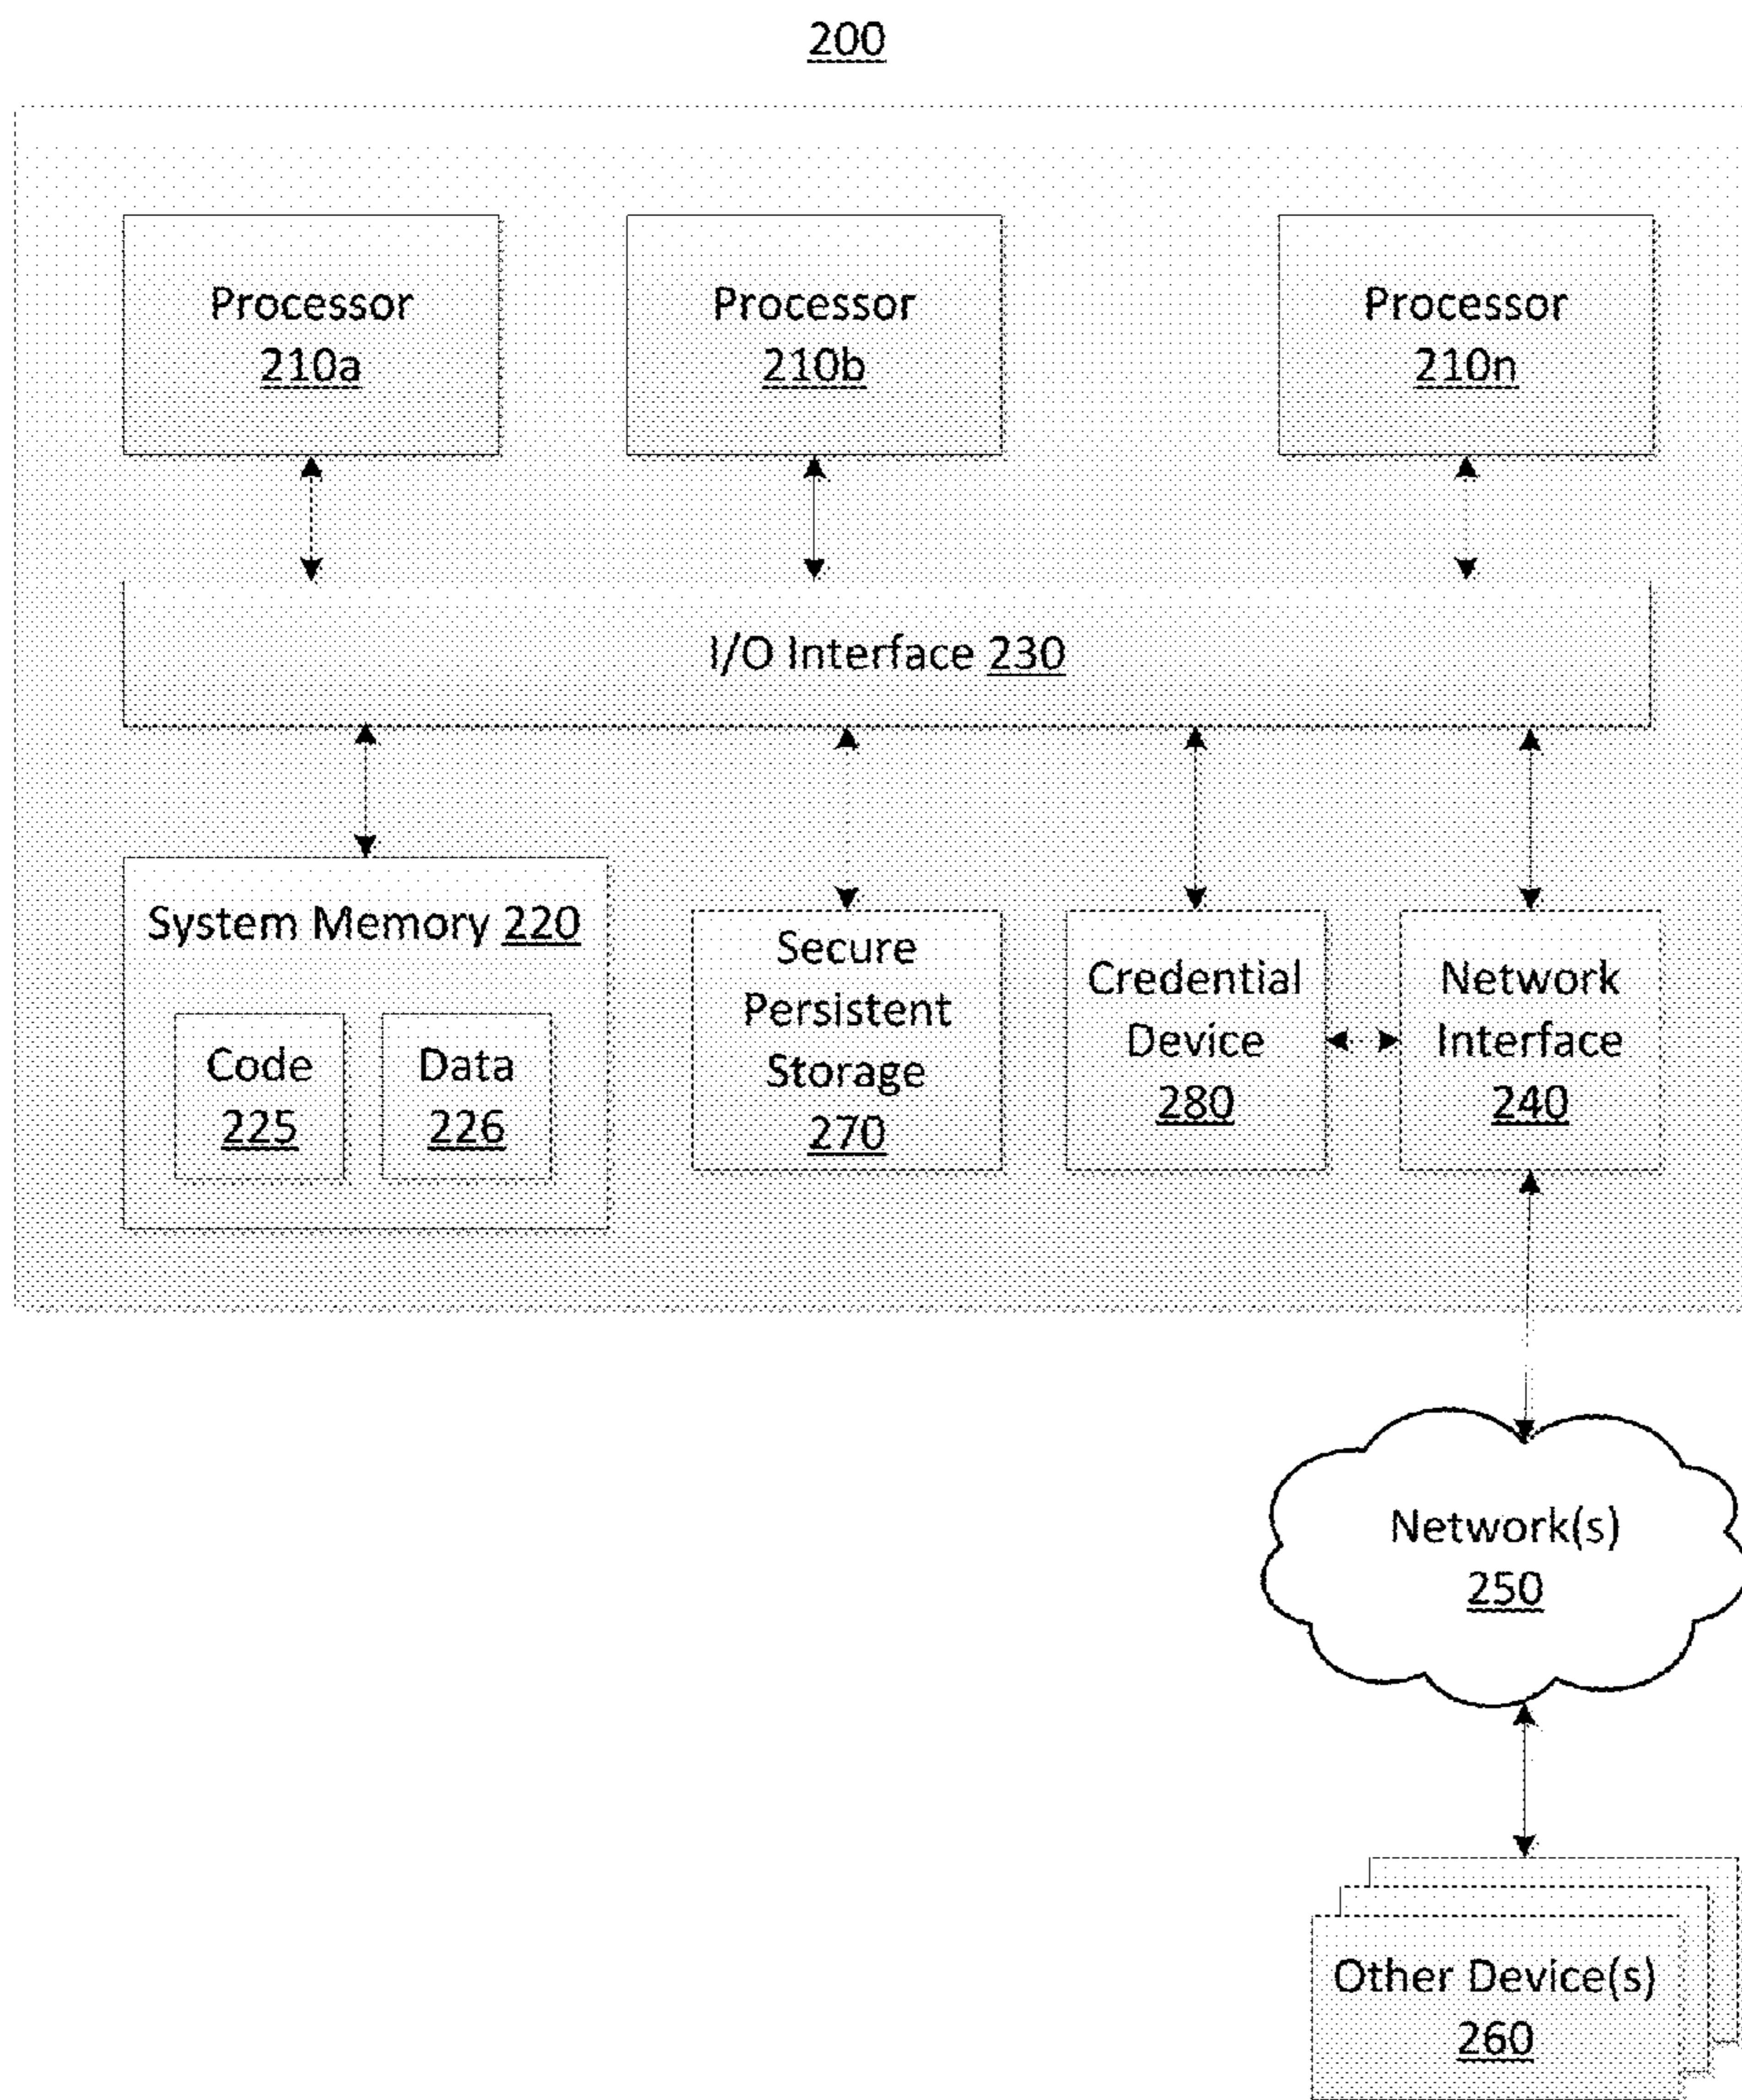 200
Processor
210a
Processor
210b
Processor
210n
I/O Interface 230
System Memory 220
Code
225
Data
226
Secure
Persistent
Storage
270
Credential
Device
280
Network
Interface
240
Network(s)
250
Other Device(s)
260